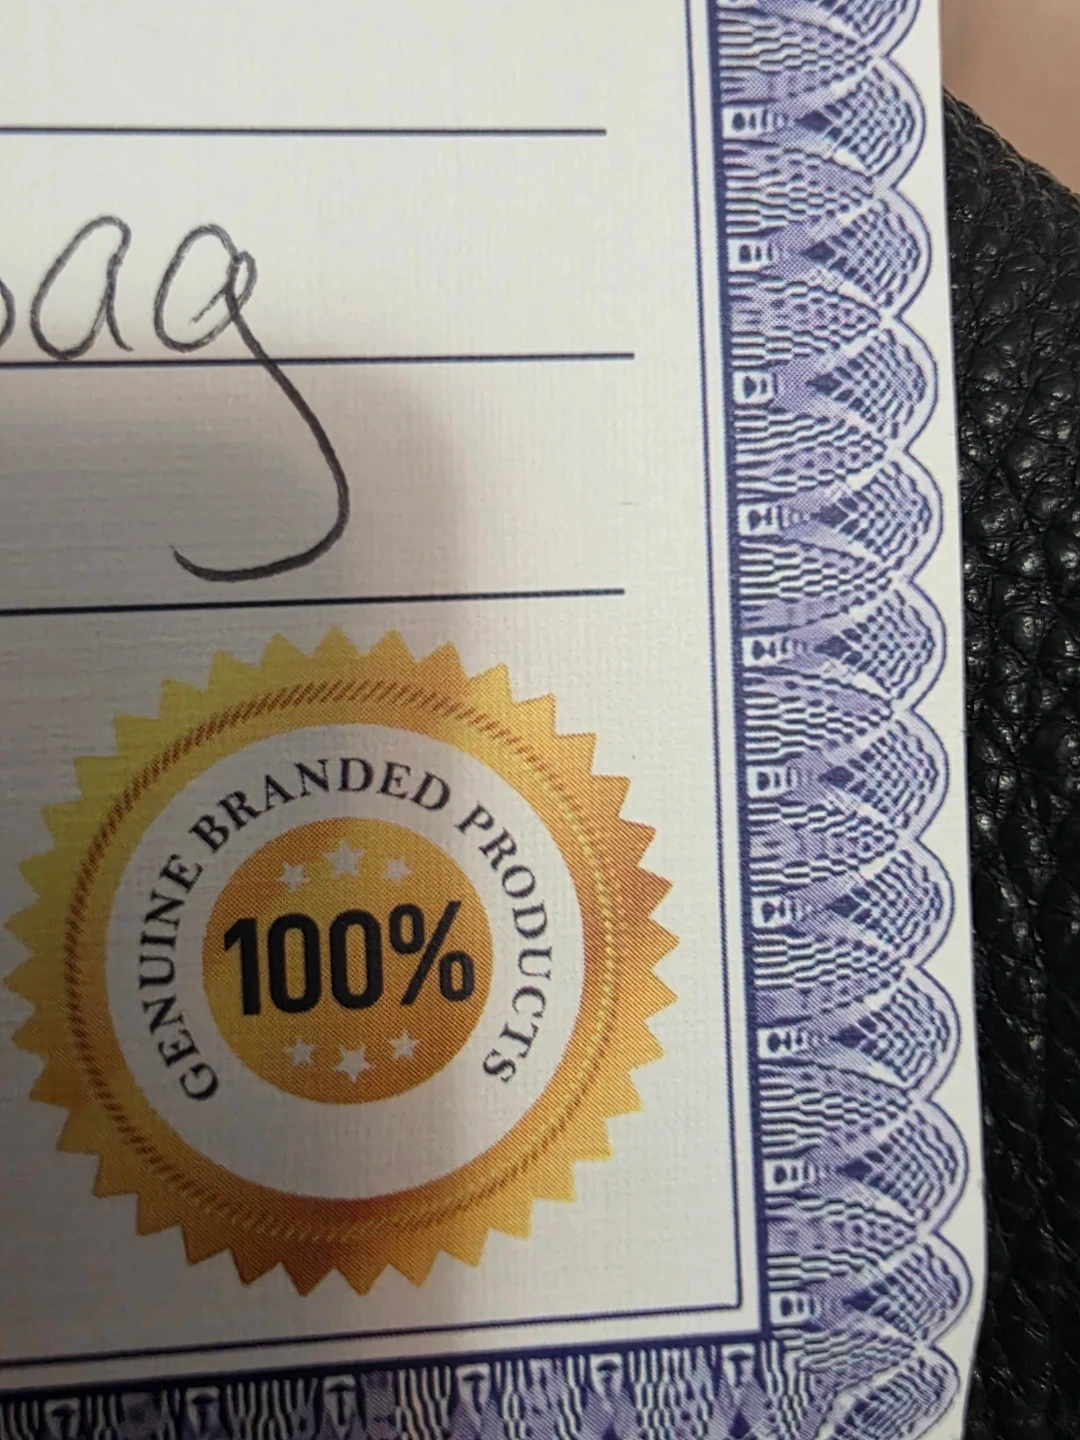 bag
GENUINE BRANDED PRODUCTS
100%